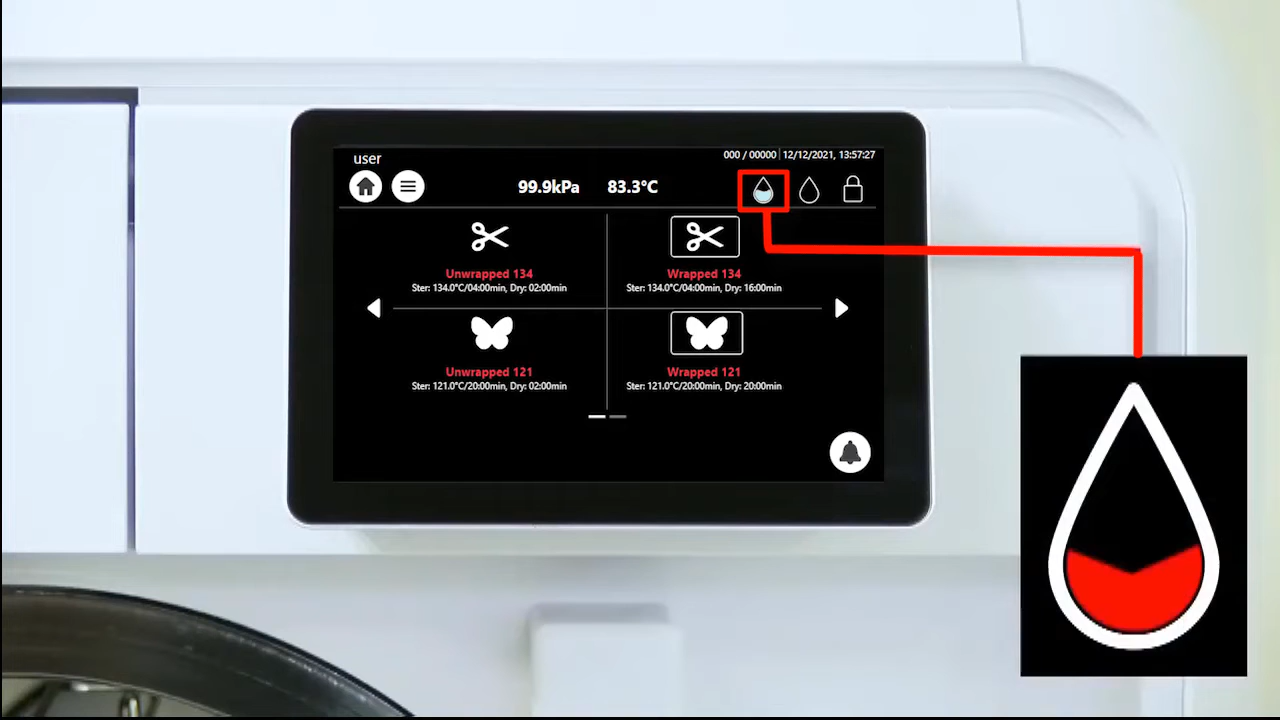 user
000 / 00000 12/12/2021, 13:57:27
99.9kPa 83.3°C
Unwrapped 134
Ster: 134.0°C/04:00min, Dry: 02:00min
Wrapped 134
Ster: 134.0°C/04:00min, Dry: 16:00min
Unwrapped 121
Ster: 121.0°C/20:00min, Dry: 02:00min
Wrapped 121
Ster: 121.0°C/20:00min, Dry: 20:00min